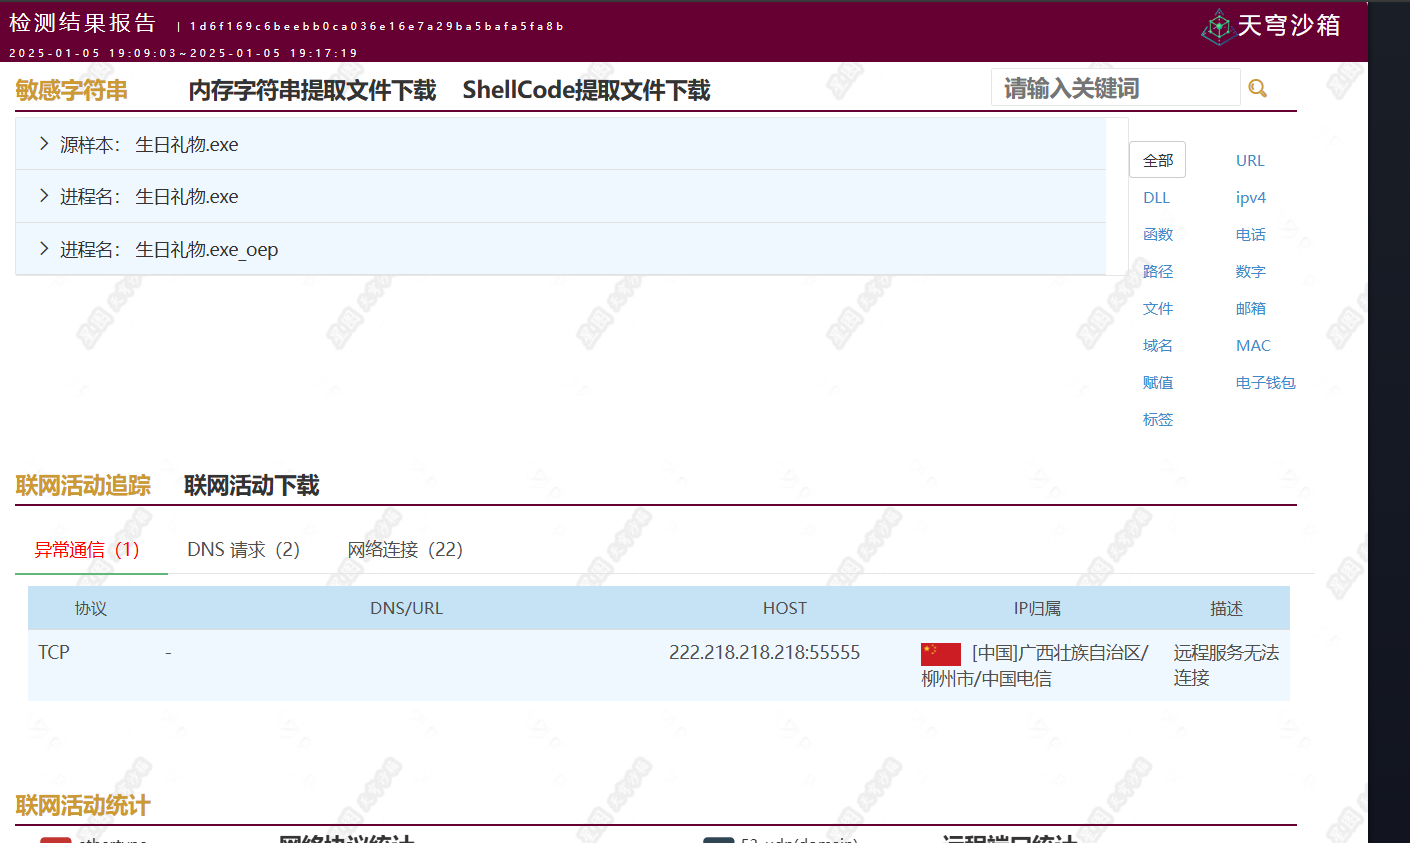 检测结果报告 | 1d6f169c6beebb0ca036e16e7a29ba5bafa5fa8b
天穹沙箱
2025-01-05 19:09:03~2025-01-05 19:17:19
敏感字符串 内存字符串提取文件下载 ShellCode提取文件下载 请输入关键词
源样本： 生日礼物.exe
进程名： 生日礼物.exe
进程名： 生日礼物.exe_oep
全部 URL
DLL ipv4
函数 电话
路径 数字
文件 邮箱
域名 MAC
赋值 电子钱包
标签
联网活动追踪 联网活动下载
异常通信（1） DNS 请求（2） 网络连接（22）
协议 DNS/URL HOST IP归属 描述
TCP - 222.218.218.218:55555 [中国]广西壮族自治区/ 远程服务无法
柳州市/中国电信 连接
联网活动统计
ethertype 网络协议统计 53-udp(domain) 远程端口统计